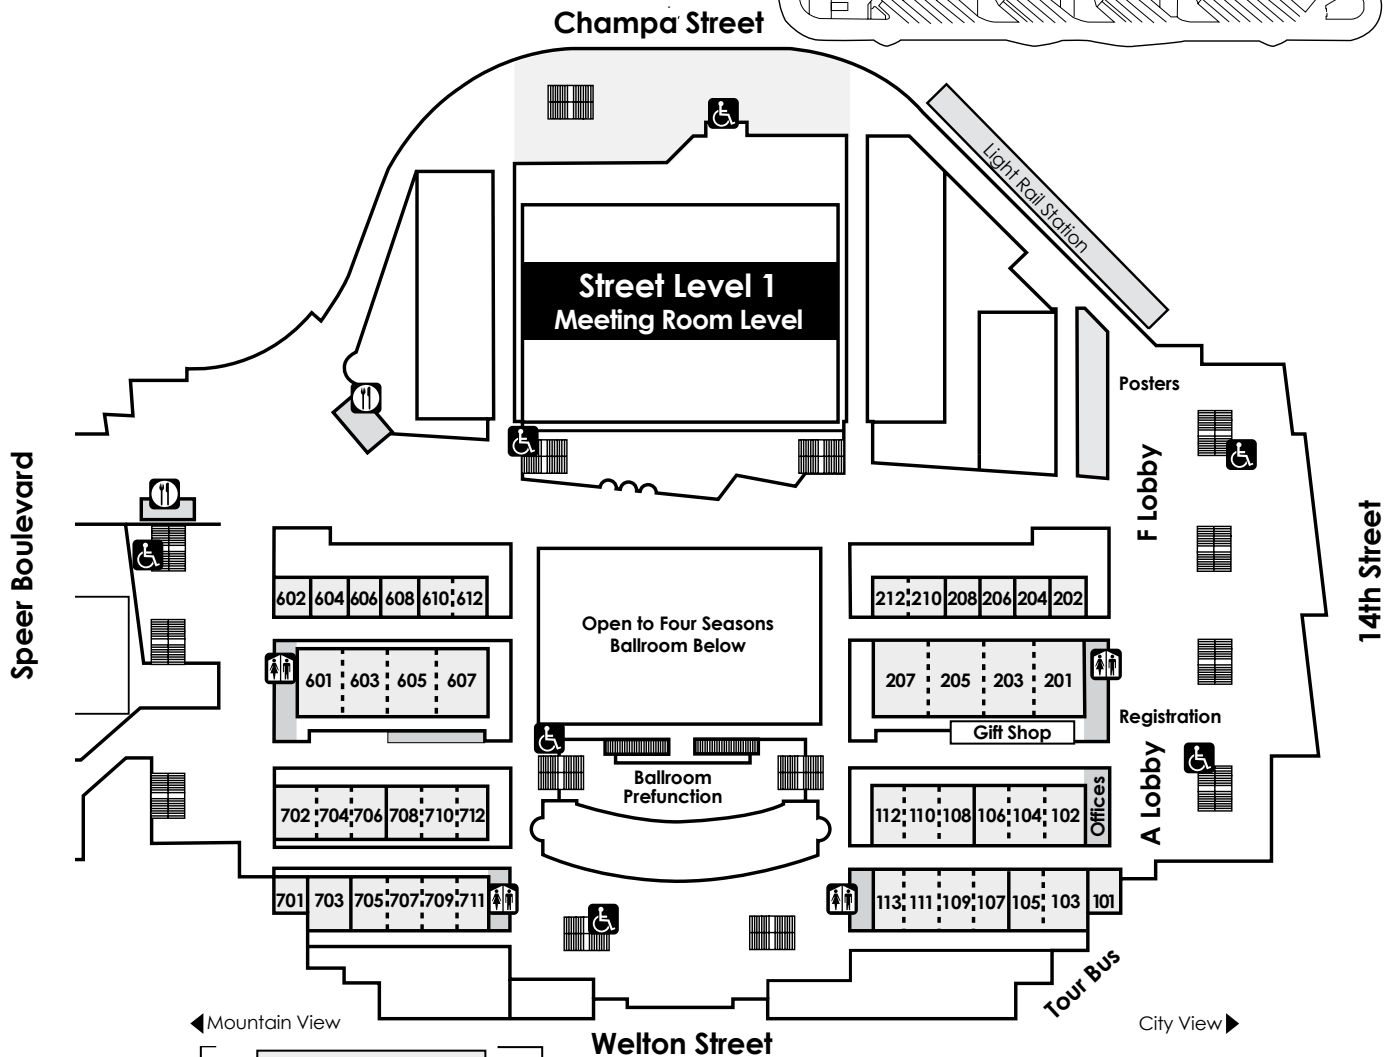 Champa Street
Light Rail Station
Street Level 1
Meeting Room Level
Posters
F Lobby
Speer Boulevard
14th Street
602 604 606 608 610 612
Open to Four Seasons
Ballroom Below
212 210 208 206 204 202
601 603 605 607
207 205 203 201
Registration
Gift Shop
Ballroom
Prefunction
A Lobby
702 704 706 708 710 712
112 110 108 106 104 102
Offices
701 703 705 707 709 711
113 111 109 107 105 103 101
Tour Bus
Mountain View
City View
Welton Street